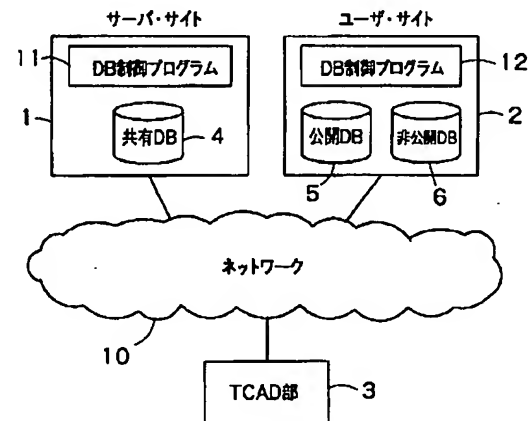 サーバ・サイト
ユーザ・サイト
11
DB制御プログラム
DB制御プログラム
12
1
共有DB
4
公開DB
非公開DB
2
5
6
ネットワーク
10
TCAD部
3